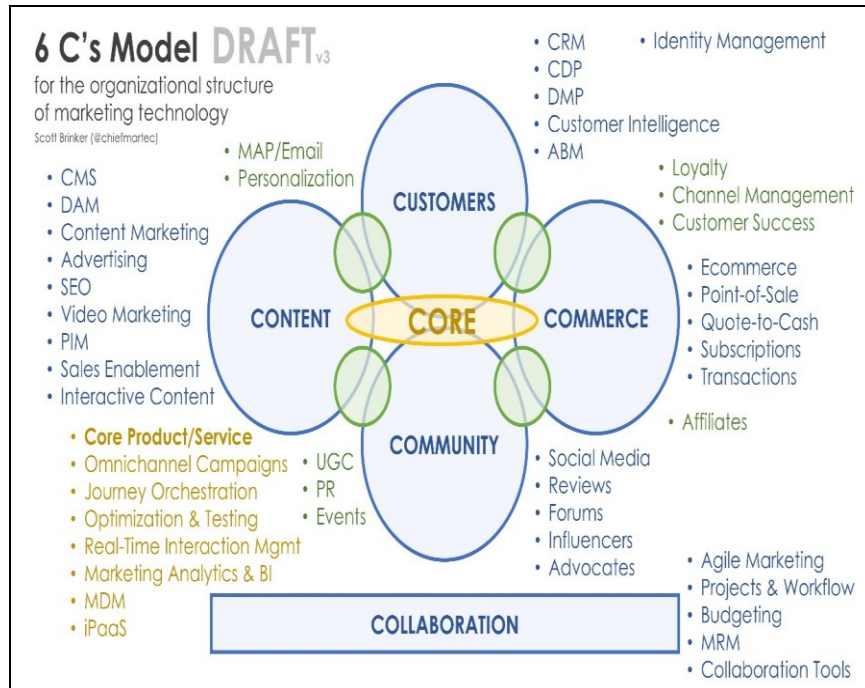 6 C's Model DRAFT v3
for the organizational structure
of marketing technology
Scott Brinker (@chiefmartec)
• CRM
• CDP
• DMP
• Customer Intelligence
• ABM
• Identity Management
• MAP/Email
• Personalization
• CMS
• DAM
• Content Marketing
• Advertising
• SEO
• Video Marketing
• PIM
• Sales Enablement
• Interactive Content
CUSTOMERS
• Loyalty
• Channel Management
• Customer Success
CONTENT
CORE
COMMERCE
• Ecommerce
• Point-of-Sale
• Quote-to-Cash
• Subscriptions
• Transactions
• Affiliates
• Core Product/Service
• Omnichannel Campaigns
• Journey Orchestration
• Optimization & Testing
• Real-Time Interaction Mgmt
• Marketing Analytics & BI
• MDM
• iPaaS
• UGC
• PR
• Events
COMMUNITY
• Social Media
• Reviews
• Forums
• Influencers
• Advocates
COLLABORATION
• Agile Marketing
• Projects & Workflow
• Budgeting
• MRM
• Collaboration Tools